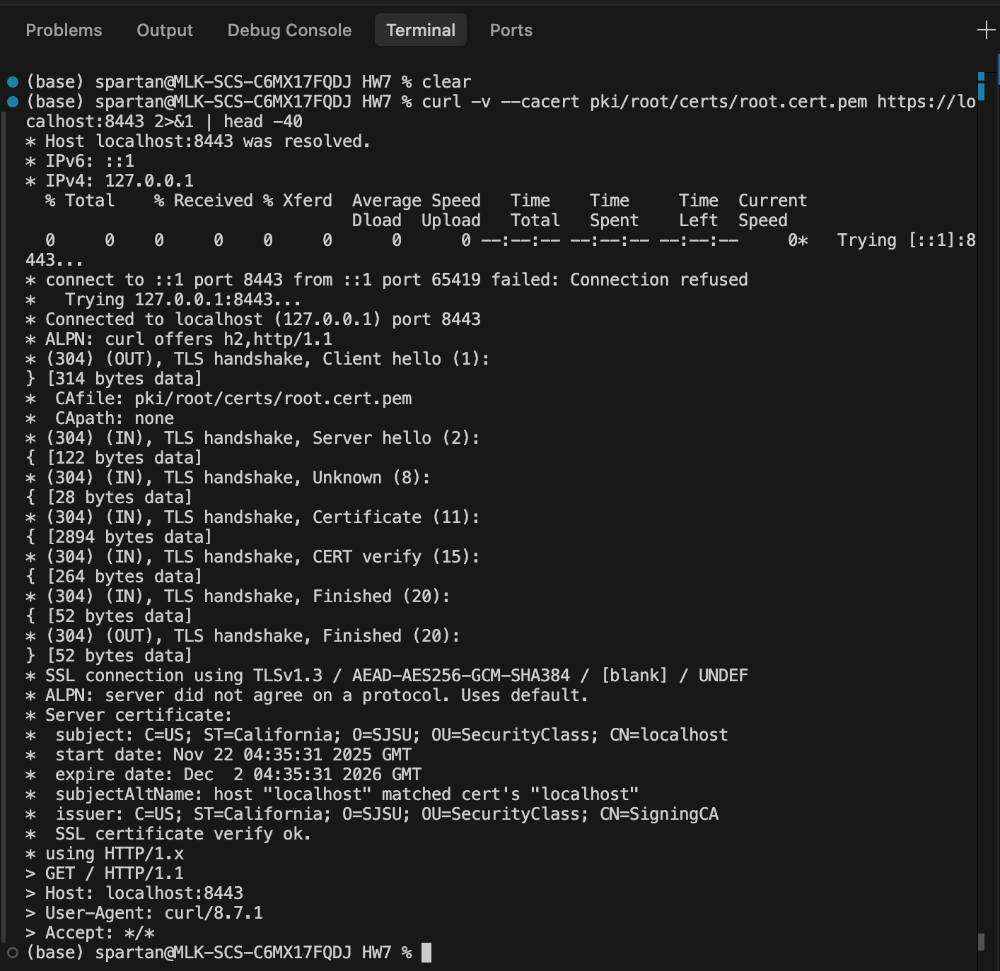 Problems Output Debug Console Terminal Ports
(base) spartan@MLK-SCS-C6MX17FQDJ HW7 % clear
(base) spartan@MLK-SCS-C6MX17FQDJ HW7 % curl -v --cacert pki/root/certs/root.cert.pem https://lo
calhost:8443 2>&1 | head -40
* Host localhost:8443 was resolved.
* IPv6: ::1
* IPv4: 127.0.0.1
  % Total    % Received % Xferd  Average Speed   Time    Time     Time  Current
                                 Dload  Upload   Total   Spent    Left  Speed
  0     0    0     0    0     0      0      0 --:--:-- --:--:-- --:--:--     0*   Trying [::1]:8
443...
* connect to ::1 port 8443 from ::1 port 65419 failed: Connection refused
*   Trying 127.0.0.1:8443...
* Connected to localhost (127.0.0.1) port 8443
* ALPN: curl offers h2,http/1.1
* (304) (OUT), TLS handshake, Client hello (1):
} [314 bytes data]
*  CAfile: pki/root/certs/root.cert.pem
*  CApath: none
* (304) (IN), TLS handshake, Server hello (2):
{ [122 bytes data]
* (304) (IN), TLS handshake, Unknown (8):
{ [28 bytes data]
* (304) (IN), TLS handshake, Certificate (11):
{ [2894 bytes data]
* (304) (IN), TLS handshake, CERT verify (15):
{ [264 bytes data]
* (304) (IN), TLS handshake, Finished (20):
{ [52 bytes data]
* (304) (OUT), TLS handshake, Finished (20):
} [52 bytes data]
* SSL connection using TLSv1.3 / AEAD-AES256-GCM-SHA384 / [blank] / UNDEF
* ALPN: server did not agree on a protocol. Uses default.
* Server certificate:
*  subject: C=US; ST=California; O=SJSU; OU=SecurityClass; CN=localhost
*  start date: Nov 22 04:35:31 2025 GMT
*  expire date: Dec  2 04:35:31 2026 GMT
*  subjectAltName: host "localhost" matched cert's "localhost"
*  issuer: C=US; ST=California; O=SJSU; OU=SecurityClass; CN=SigningCA
*  SSL certificate verify ok.
* using HTTP/1.x
> GET / HTTP/1.1
> Host: localhost:8443
> User-Agent: curl/8.7.1
> Accept: */*
(base) spartan@MLK-SCS-C6MX17FQDJ HW7 %